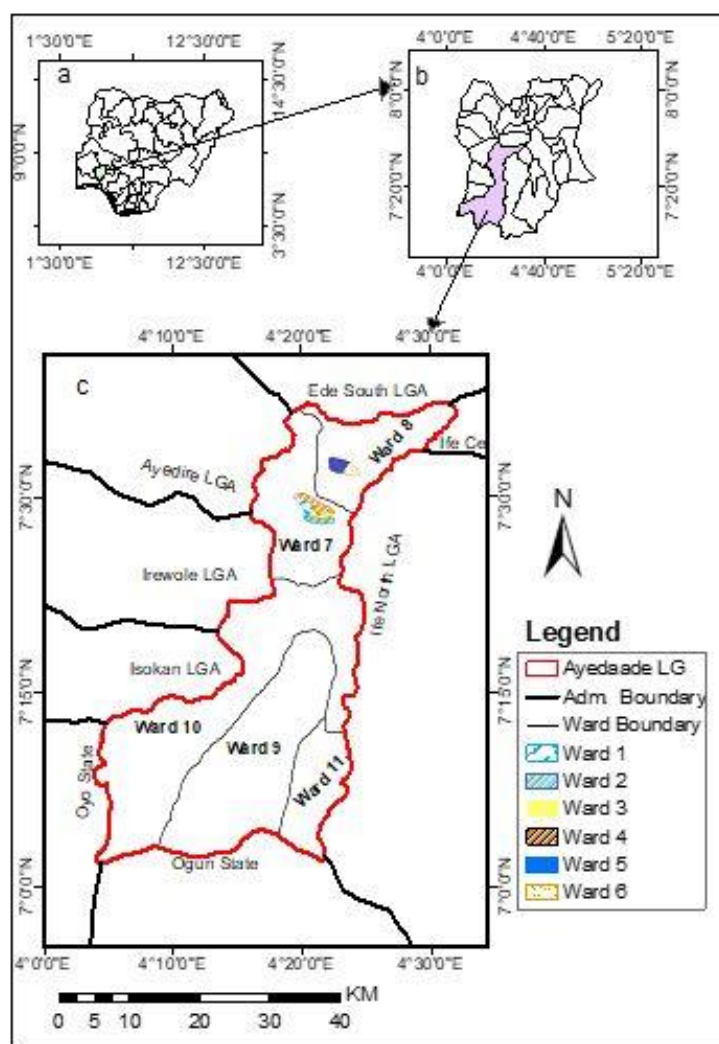 1°30'0"E 12°30'0"E
a
9°0'0"N
14°30'0"N
3°30'0"N
1°30'0"E 12°30'0"E
4°0'0"E 4°40'0"E 5°20'0"E
b
8°0'0"N
7°20'0"N
8°0'0"N
7°20'0"N
4°0'0"E 4°40'0"E 5°20'0"E
4°10'0"E 4°20'0"E 4°30'0"E
c
Ede South LGA
Ward 8
Ife Ce
Ayedire LGA
7°30'0"N
7°30'0"N
Ward 7
Irewole LGA
Ife North LGA
Isokan LGA
7°15'0"N
7°15'0"N
Ward 10
Ward 9
Ward 11
Oyo State
Ogun State
7°0'0"N
7°0'0"N
4°0'0"E 4°10'0"E 4°20'0"E 4°30'0"E
KM
0 5 10 20 30 40
N
Legend
Ayedaade LG
Adm. Boundary
Ward Boundary
Ward 1
Ward 2
Ward 3
Ward 4
Ward 5
Ward 6